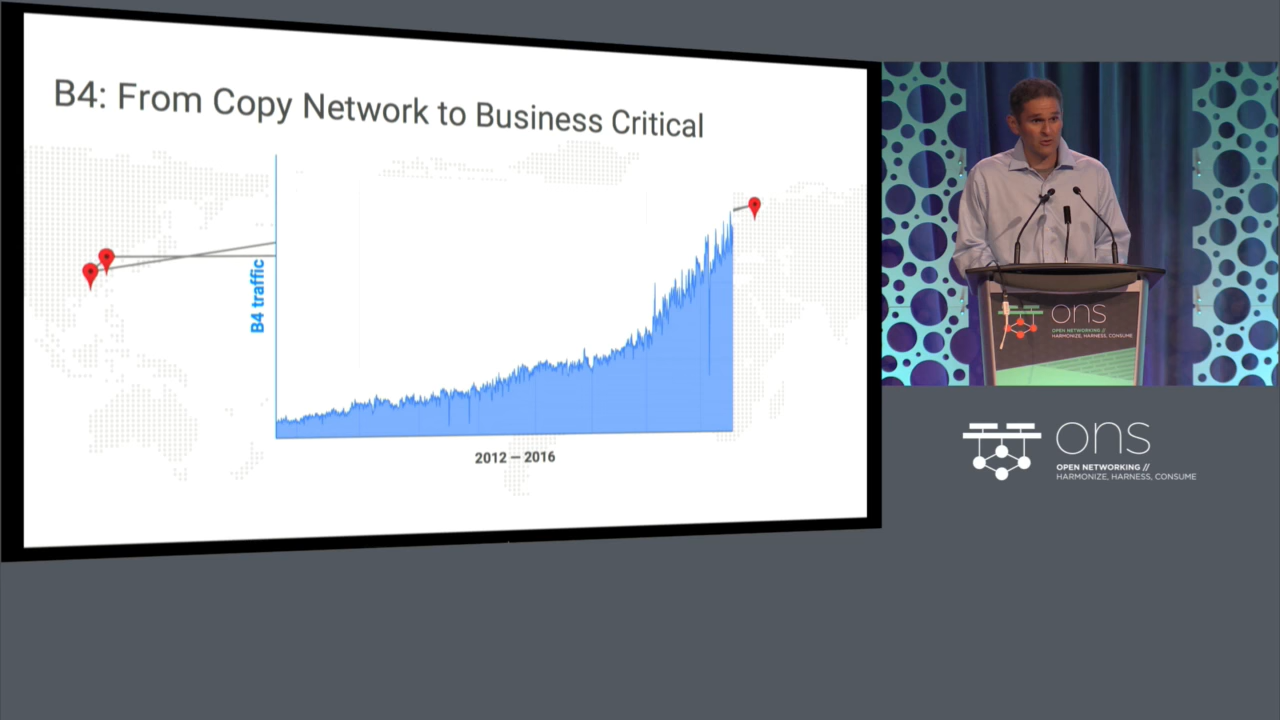 B4: From Copy Network to Business Critical
B4 traffic
2012 – 2016
ons
OPEN NETWORKING //
HARMONIZE, HARNESS, CONSUME
ons
OPEN NETWORKING //
HARMONIZE, HARNESS, CONSUME